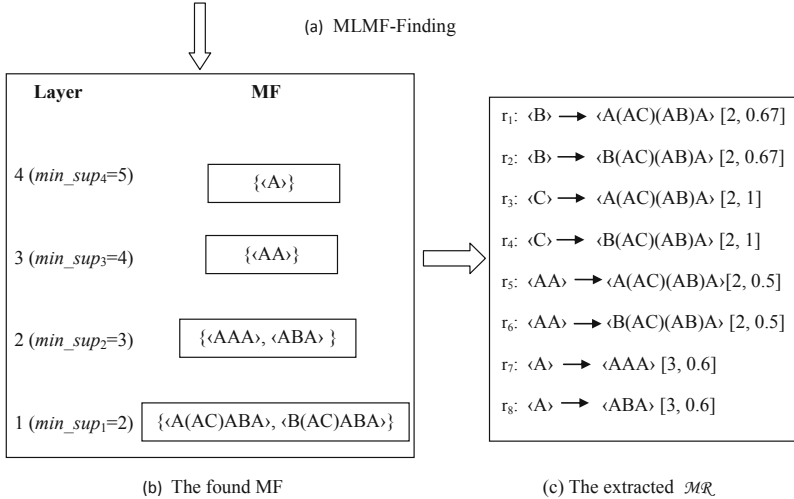 (a) MLMF-Finding
Layer MF
4 (min_sup4=5) {‹A›}
3 (min_sup3=4) {‹AA›}
2 (min_sup2=3) {‹AAA›, ‹ABA› }
1 (min_sup1=2) {‹A(AC)ABA›, ‹B(AC)ABA›}
(b) The found MF
r1: ‹B› → ‹A(AC)(AB)A› [2, 0.67]
r2: ‹B› → ‹B(AC)(AB)A› [2, 0.67]
r3: ‹C› → ‹A(AC)(AB)A› [2, 1]
r4: ‹C› → ‹B(AC)(AB)A› [2, 1]
r5: ‹AA› → ‹A(AC)(AB)A›[2, 0.5]
r6: ‹AA› → ‹B(AC)(AB)A› [2, 0.5]
r7: ‹A› → ‹AAA› [3, 0.6]
r8: ‹A› → ‹ABA› [3, 0.6]
(c) The extracted MR